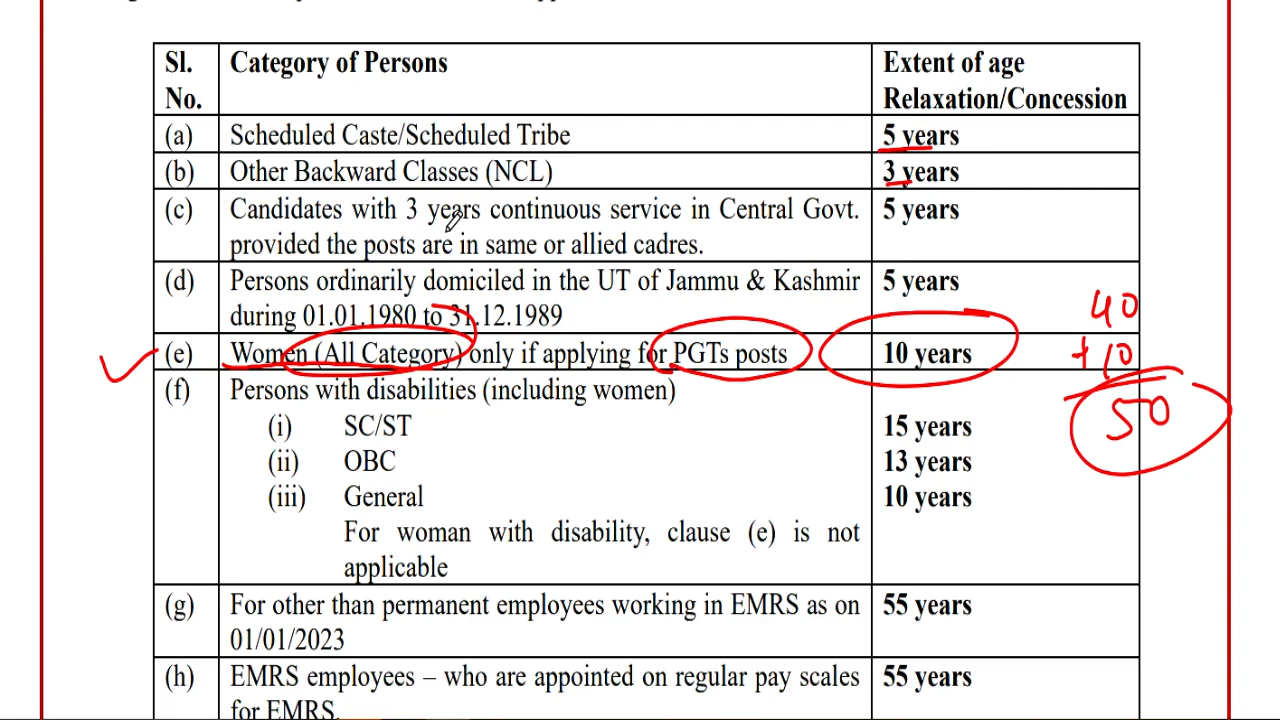 Sl. Category of Persons Extent of age
No. Relaxation/Concession
(a) Scheduled Caste/Scheduled Tribe 5 years
(b) Other Backward Classes (NCL) 3 years
(c) Candidates with 3 years continuous service in Central Govt. 5 years
provided the posts are in same or allied cadres.
(d) Persons ordinarily domiciled in the UT of Jammu & Kashmir 5 years
during 01.01.1980 to 31.12.1989
40
(e) Women (All Category) only if applying for PGTs posts 10 years + 10
(f) Persons with disabilities (including women)
50
(i) SC/ST 15 years
(ii) OBC 13 years
(iii) General 10 years
For woman with disability, clause (e) is not
applicable
(g) For other than permanent employees working in EMRS as on 55 years
01/01/2023
(h) EMRS employees – who are appointed on regular pay scales 55 years
for EMRS.